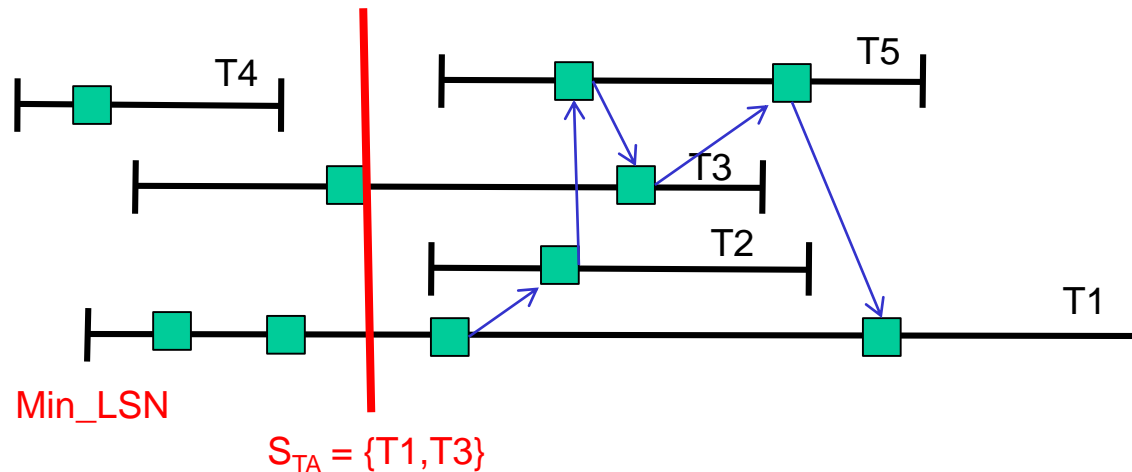 T5
T4
T3
T2
T1
Min_LSN
S_TA = {T1,T3}